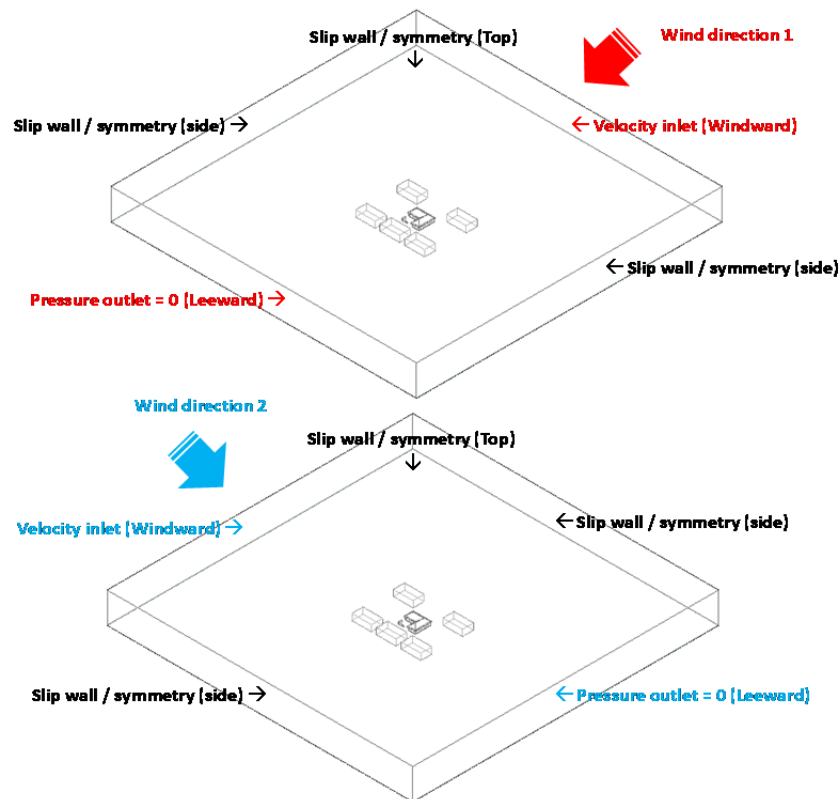 Slip wall / symmetry (Top)
↓
Wind direction 1
Slip wall / symmetry (side) →
← Velocity inlet (Windward)
← Slip wall / symmetry (side)
Pressure outlet = 0 (Leeward) →
Wind direction 2
Slip wall / symmetry (Top)
↓
Velocity inlet (Windward) →
← Slip wall / symmetry (side)
Slip wall / symmetry (side) →
← Pressure outlet = 0 (Leeward)